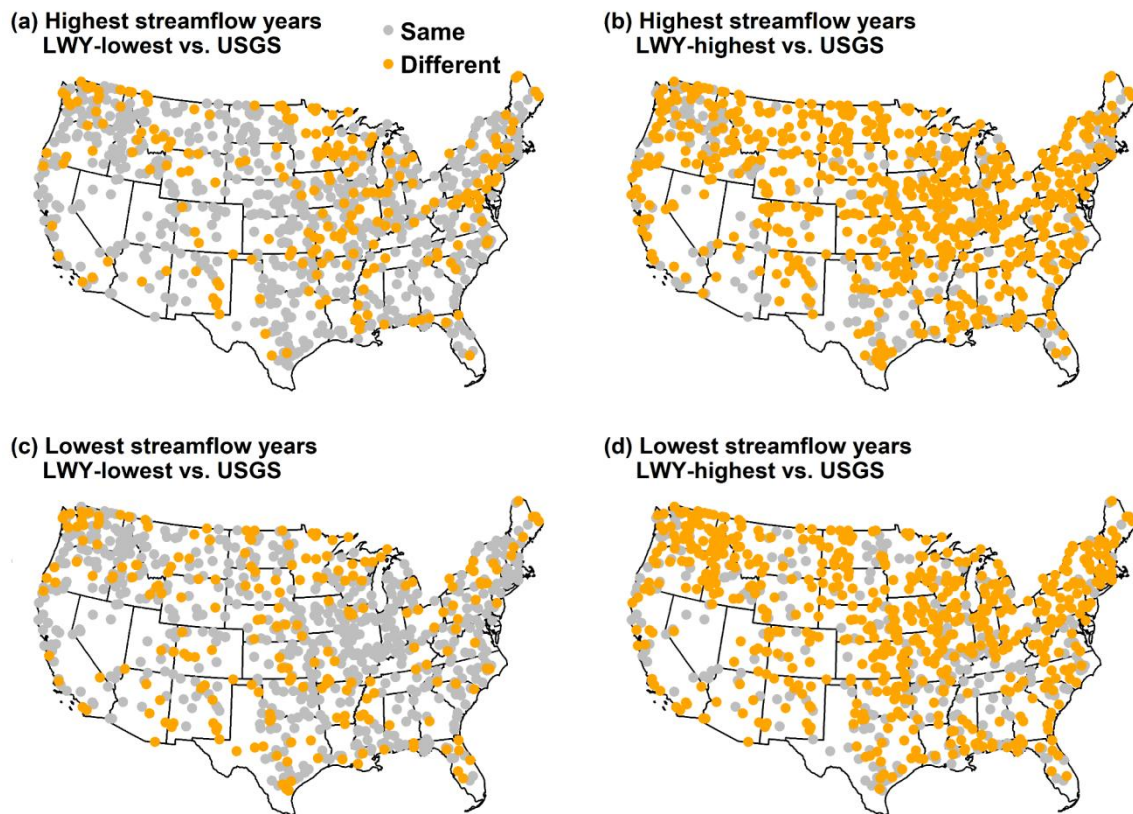 (a) Highest streamflow years
LWY-lowest vs. USGS
Same
Different
(b) Highest streamflow years
LWY-highest vs. USGS
(c) Lowest streamflow years
LWY-lowest vs. USGS
(d) Lowest streamflow years
LWY-highest vs. USGS